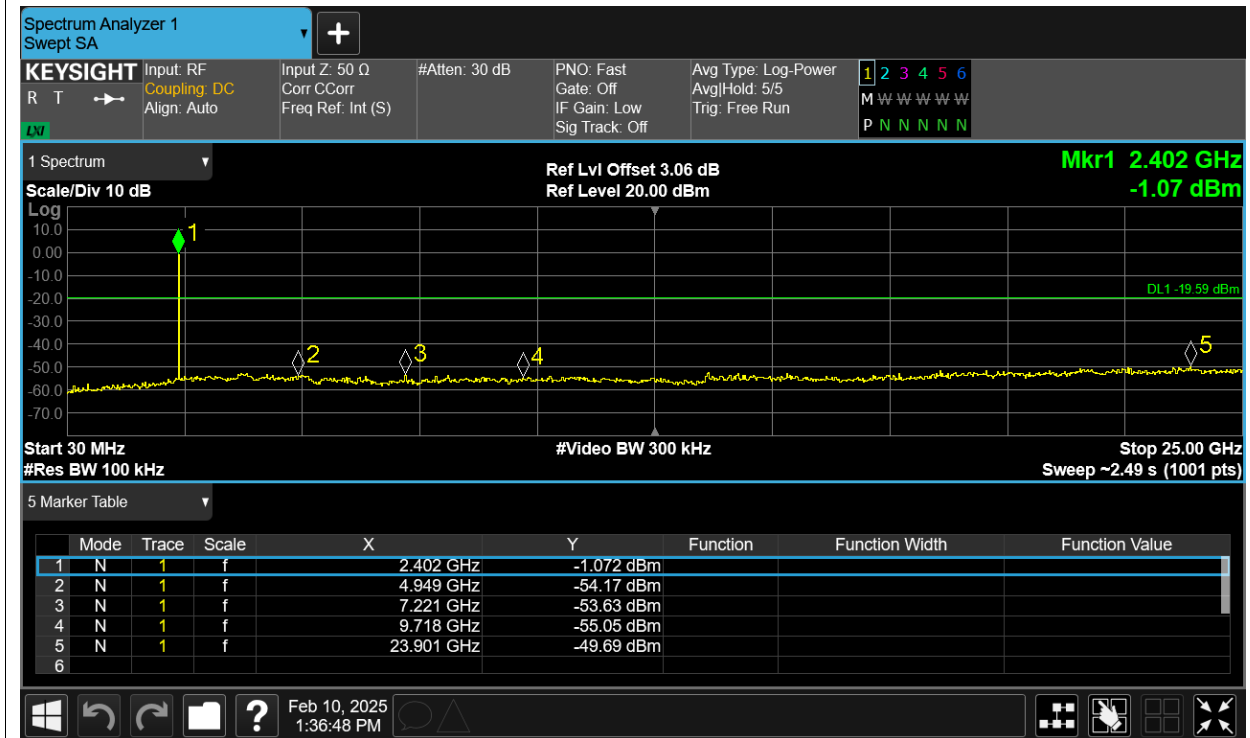 Spectrum Analyzer 1
Swept SA
KEYSIGHT
R T
LXI
Input: RF
Coupling: DC
Align: Auto
Input Z: 50 Ω
Corr CCorr
Freq Ref: Int (S)
#Atten: 30 dB
PNO: Fast
Gate: Off
IF Gain: Low
Sig Track: Off
Avg Type: Log-Power
Avg|Hold: 5/5
Trig: Free Run
1 2 3 4 5 6
M W W W W W
P N N N N N N
1 Spectrum
Scale/Div 10 dB
Ref Lvl Offset 3.06 dB
Ref Level 20.00 dBm
Mkr1 2.402 GHz
-1.07 dBm
Log
10.0
0.00
-10.0
-20.0
-30.0
-40.0
-50.0
-60.0
-70.0
1
2
3
4
5
DL1 -19.59 dBm
Start 30 MHz
#Res BW 100 kHz
#Video BW 300 kHz
Stop 25.00 GHz
Sweep ~2.49 s (1001 pts)
5 Marker Table
Mode Trace Scale X Y Function Function Width Function Value
1 N 1 f 2.402 GHz -1.072 dBm
2 N 1 f 4.949 GHz -54.17 dBm
3 N 1 f 7.221 GHz -53.63 dBm
4 N 1 f 9.718 GHz -55.05 dBm
5 N 1 f 23.901 GHz -49.69 dBm
6
?
Feb 10, 2025
1:36:48 PM